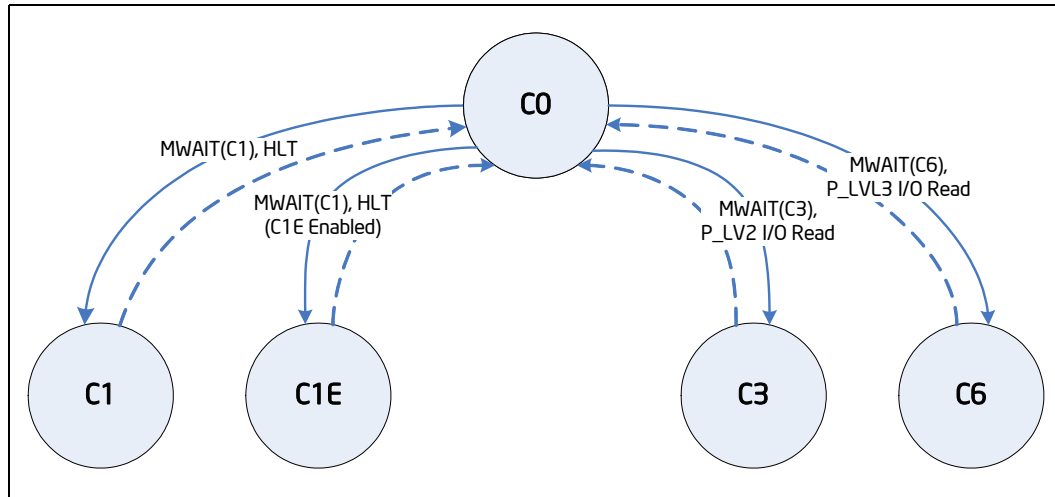 C0
MWAIT(C1), HLT
MWAIT(C1), HLT
(C1E Enabled)
MWAIT(C3),
P_LV2 I/O Read
MWAIT(C6),
P_LVL3 I/O Read
C1
C1E
C3
C6